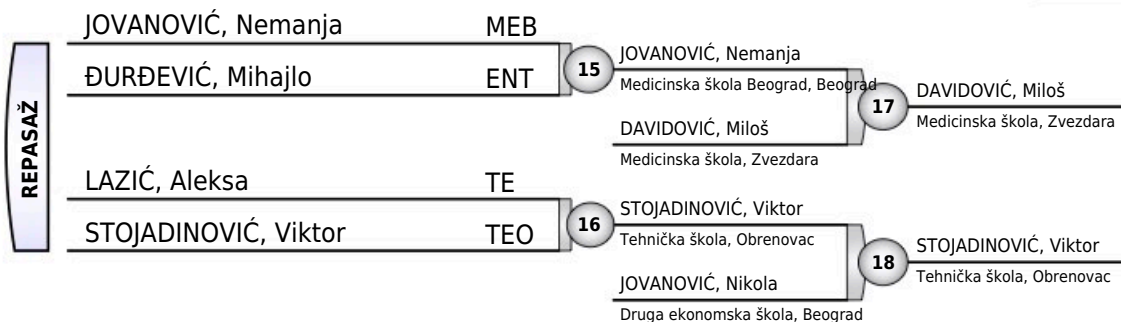 REPASAŽ
JOVANOVIĆ, Nemanja MEB
ĐURĐEVIĆ, Mihajlo ENT
LAZIĆ, Aleksa TE
STOJADINOVIĆ, Viktor TEO
15
JOVANOVIĆ, Nemanja
Medicinska škola Beograd, Beograd
DAVIDOVIĆ, Miloš
Medicinska škola, Zvezdara
16
STOJADINOVIĆ, Viktor
Tehnička škola, Obrenovac
JOVANOVIĆ, Nikola
Druga ekonomska škola, Beograd
17
DAVIDOVIĆ, Miloš
Medicinska škola, Zvezdara
18
STOJADINOVIĆ, Viktor
Tehnička škola, Obrenovac